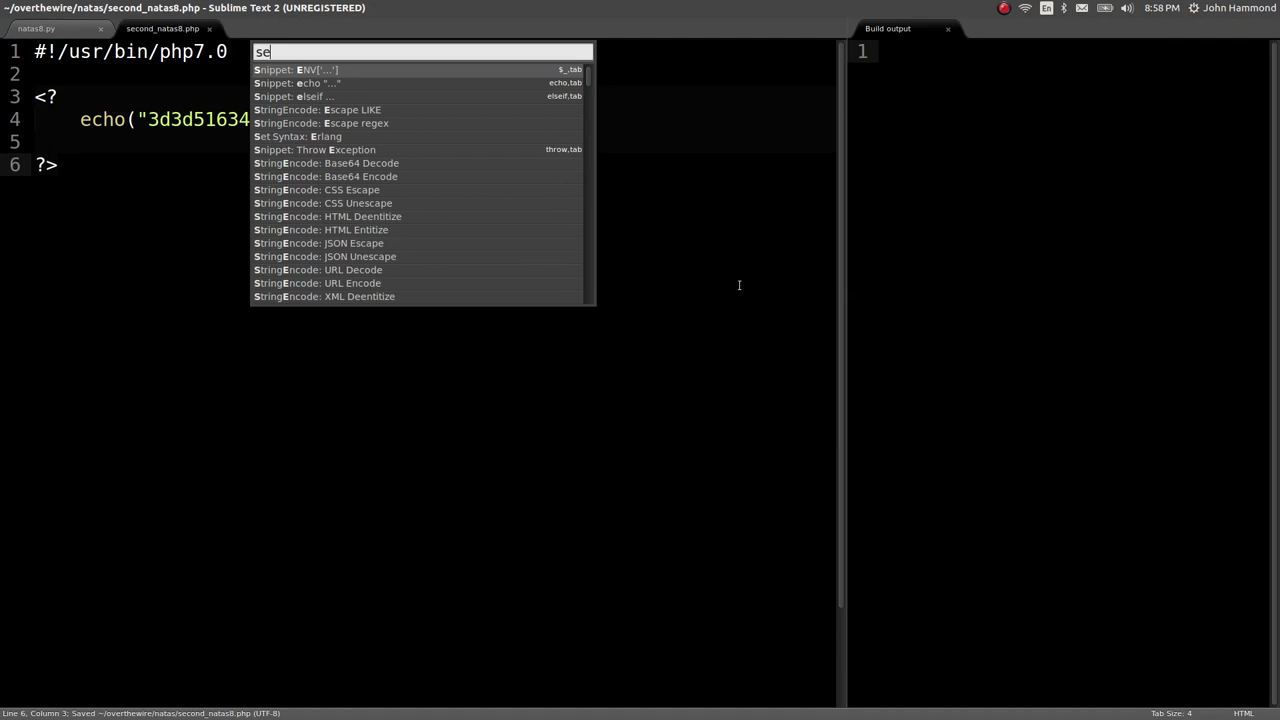 ~/overthewire/natas/second_natas8.php - Sublime Text 2 (UNREGISTERED)
En
8:58 PM
John Hammond
natas8.py
×
second_natas8.php
×
Build output
×
1 #!/usr/bin/php7.0
2
3 <?
4 echo("3d3d51634
5
6 ?>
se
Snippet: ENV['...'] $_,tab
Snippet: echo "..." echo,tab
Snippet: elseif ... elseif,tab
StringEncode: Escape LIKE
StringEncode: Escape regex
Set Syntax: Erlang
Snippet: Throw Exception throw,tab
StringEncode: Base64 Decode
StringEncode: Base64 Encode
StringEncode: CSS Escape
StringEncode: CSS Unescape
StringEncode: HTML Deentitize
StringEncode: HTML Entitize
StringEncode: JSON Escape
StringEncode: JSON Unescape
StringEncode: URL Decode
StringEncode: URL Encode
StringEncode: XML Deentitize
1
Line 6, Column 3; Saved ~/overthewire/natas/second_natas8.php (UTF-8)
Tab Size: 4
HTML